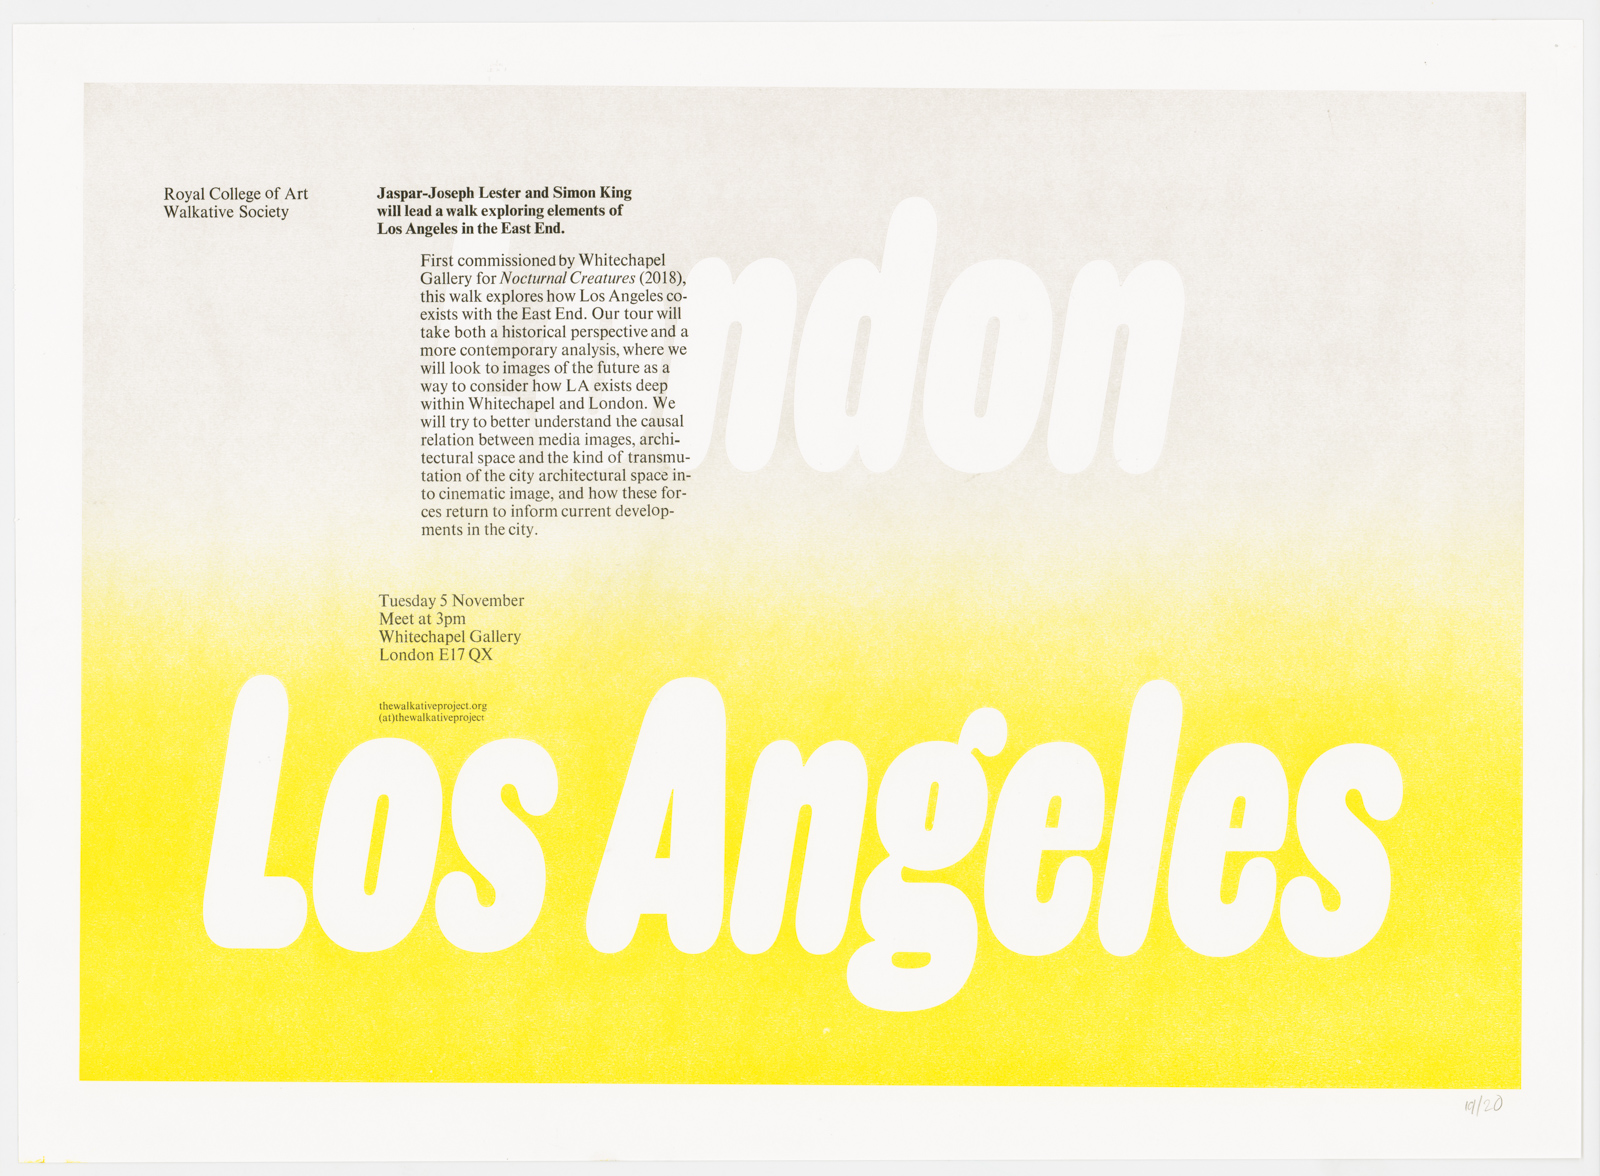 Royal College of Art
Walkative Society
Jaspar-Joseph Lester and Simon King
will lead a walk exploring elements of
Los Angeles in the East End.
First commissioned by Whitechapel
Gallery for Nocturnal Creatures (2018),
this walk explores how Los Angeles co-
exists with the East End. Our tour will
take both a historical perspective and a
more contemporary analysis, where we
will look to images of the future as a
way to consider how LA exists deep
within Whitechapel and London. We
will try to better understand the causal
relation between media images, archi-
tectural space and the kind of transmu-
tation of the city architectural space in-
to cinematic image, and how these for-
ces return to inform current develop-
ments in the city.
London
Tuesday 5 November
Meet at 3pm
Whitechapel Gallery
London E17 QX
thewalkativeproject.org
(at)thewalkativeproject
Los Angeles
19/20